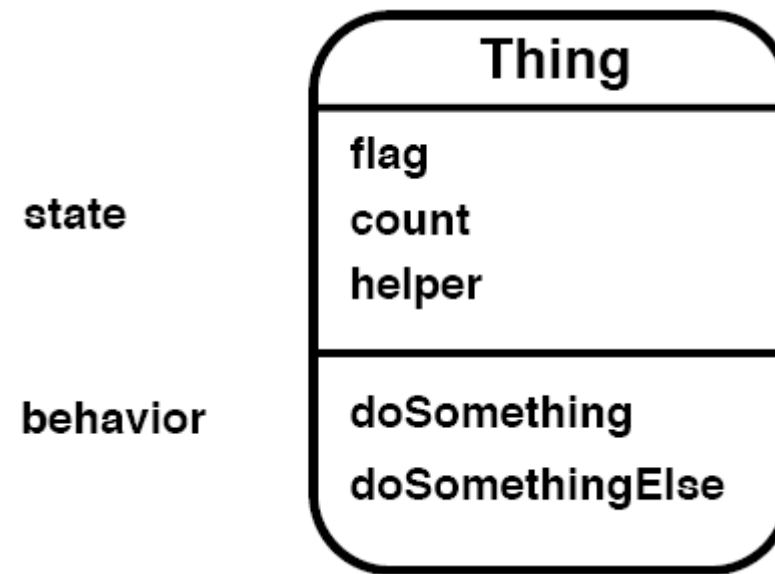 Thing
flag
state
count
helper
behavior
doSomething
doSomethingElse